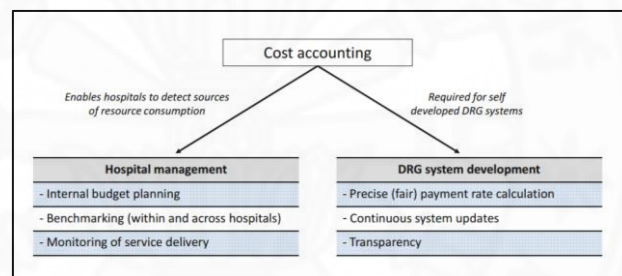 Cost accounting
Enables hospitals to detect sources
of resource consumption
Required for self
developed DRG systems
Hospital management
- Internal budget planning
- Benchmarking (within and across hospitals)
- Monitoring of service delivery
DRG system development
- Precise (fair) payment rate calculation
- Continuous system updates
- Transparency